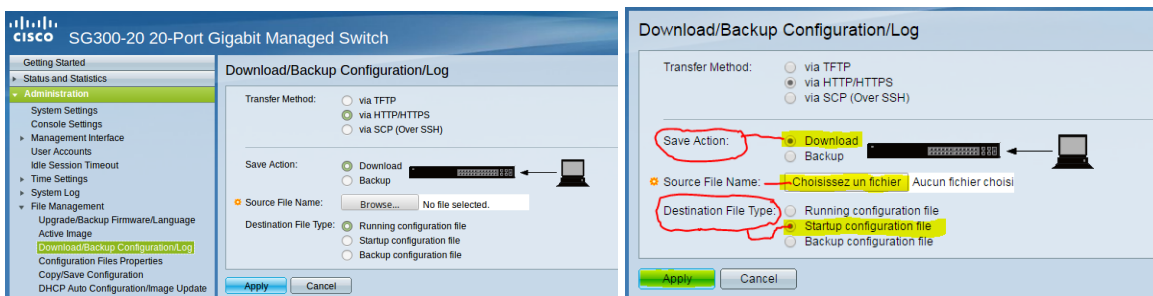 cisco SG300-20 20-Port Gigabit Managed Switch
Getting Started
Status and Statistics
Administration
System Settings
Console Settings
Management Interface
User Accounts
Idle Session Timeout
Time Settings
System Log
File Management
Upgrade/Backup Firmware/Language
Active Image
Download/Backup Configuration/Log
Configuration Files Properties
Copy/Save Configuration
DHCP Auto Configuration/Image Update
Download/Backup Configuration/Log
Transfer Method: via TFTP
via HTTP/HTTPS
via SCP (Over SSH)
Save Action: Download
Backup
Source File Name: Browse... No file selected.
Destination File Type: Running configuration file
Startup configuration file
Backup configuration file
Apply Cancel
Download/Backup Configuration/Log
Transfer Method: via TFTP
via HTTP/HTTPS
via SCP (Over SSH)
Save Action: Download
Backup
Source File Name: Choisissez un fichier Aucun fichier choisi
Destination File Type: Running configuration file
Startup configuration file
Backup configuration file
Apply Cancel